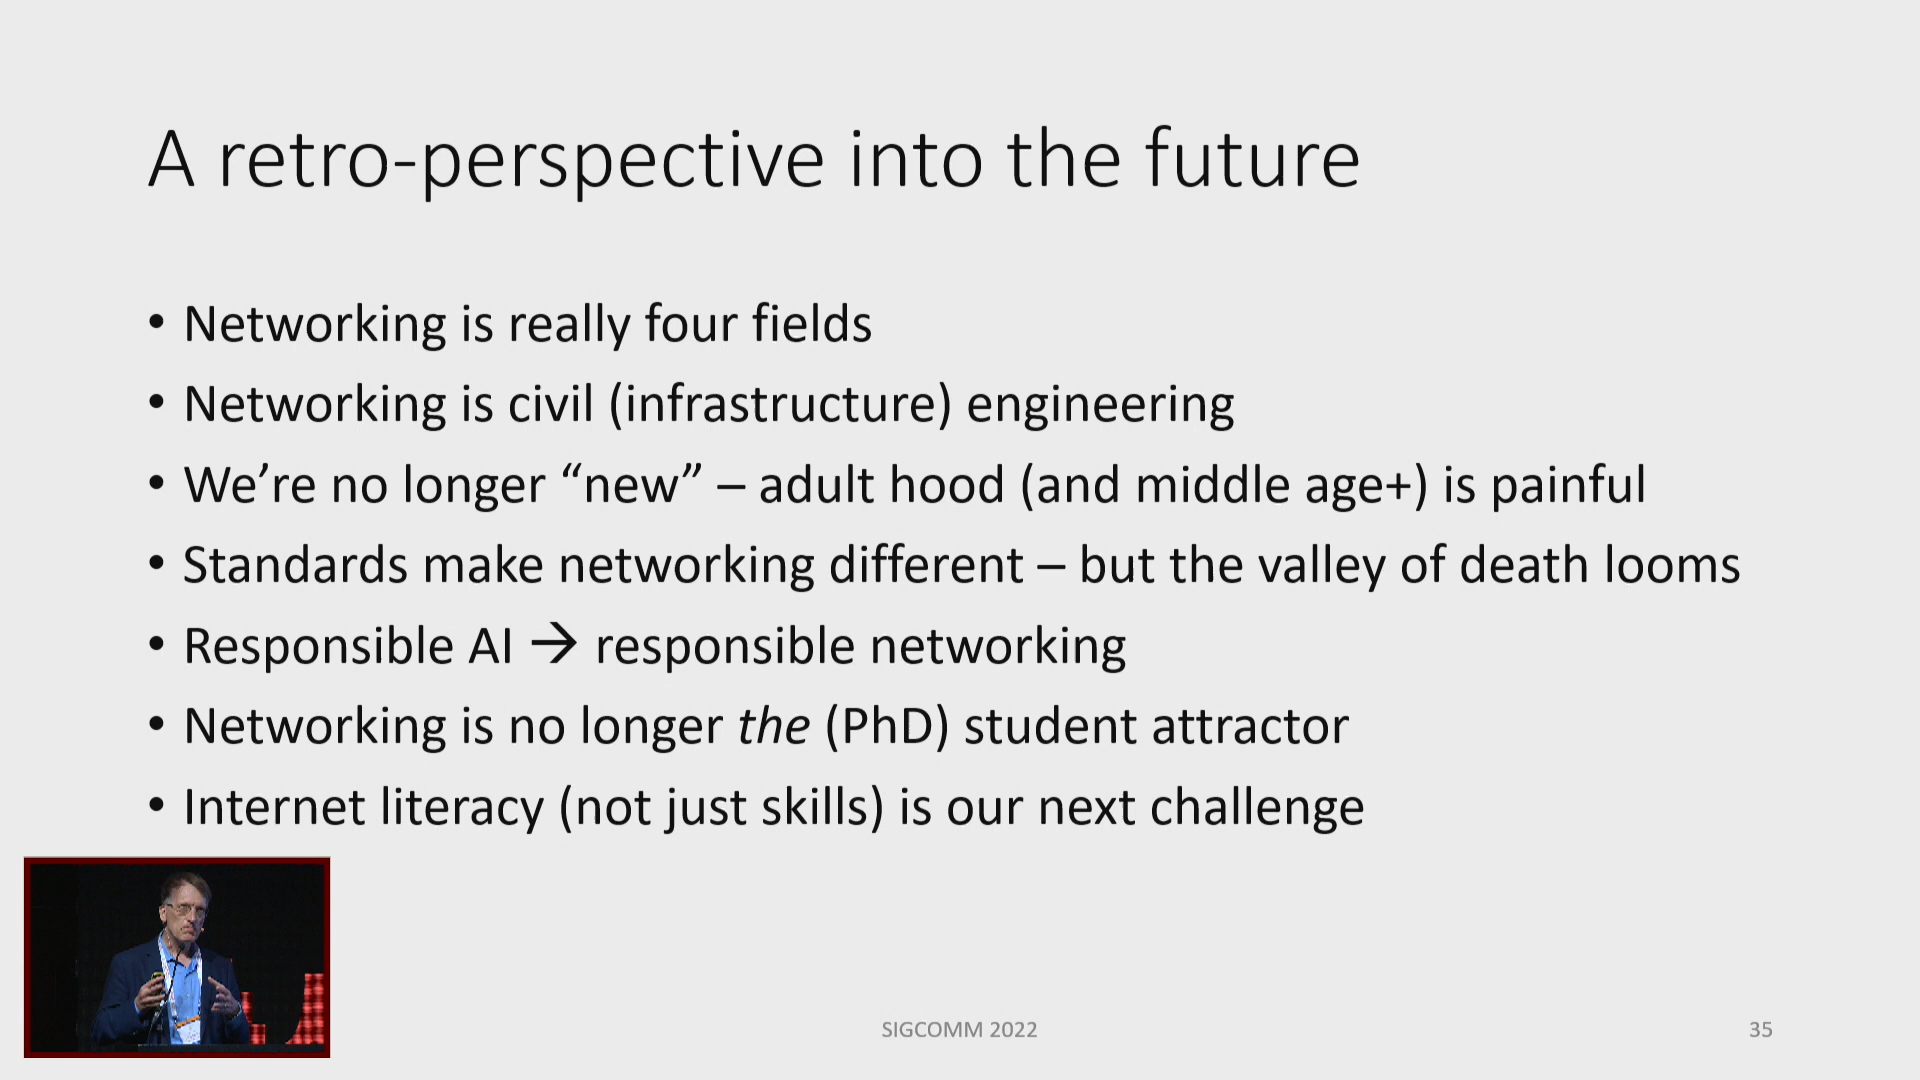 A retro-perspective into the future
• Networking is really four fields
• Networking is civil (infrastructure) engineering
• We’re no longer “new” – adult hood (and middle age+) is painful
• Standards make networking different – but the valley of death looms
• Responsible AI → responsible networking
• Networking is no longer the (PhD) student attractor
• Internet literacy (not just skills) is our next challenge
SIGCOMM 2022
35